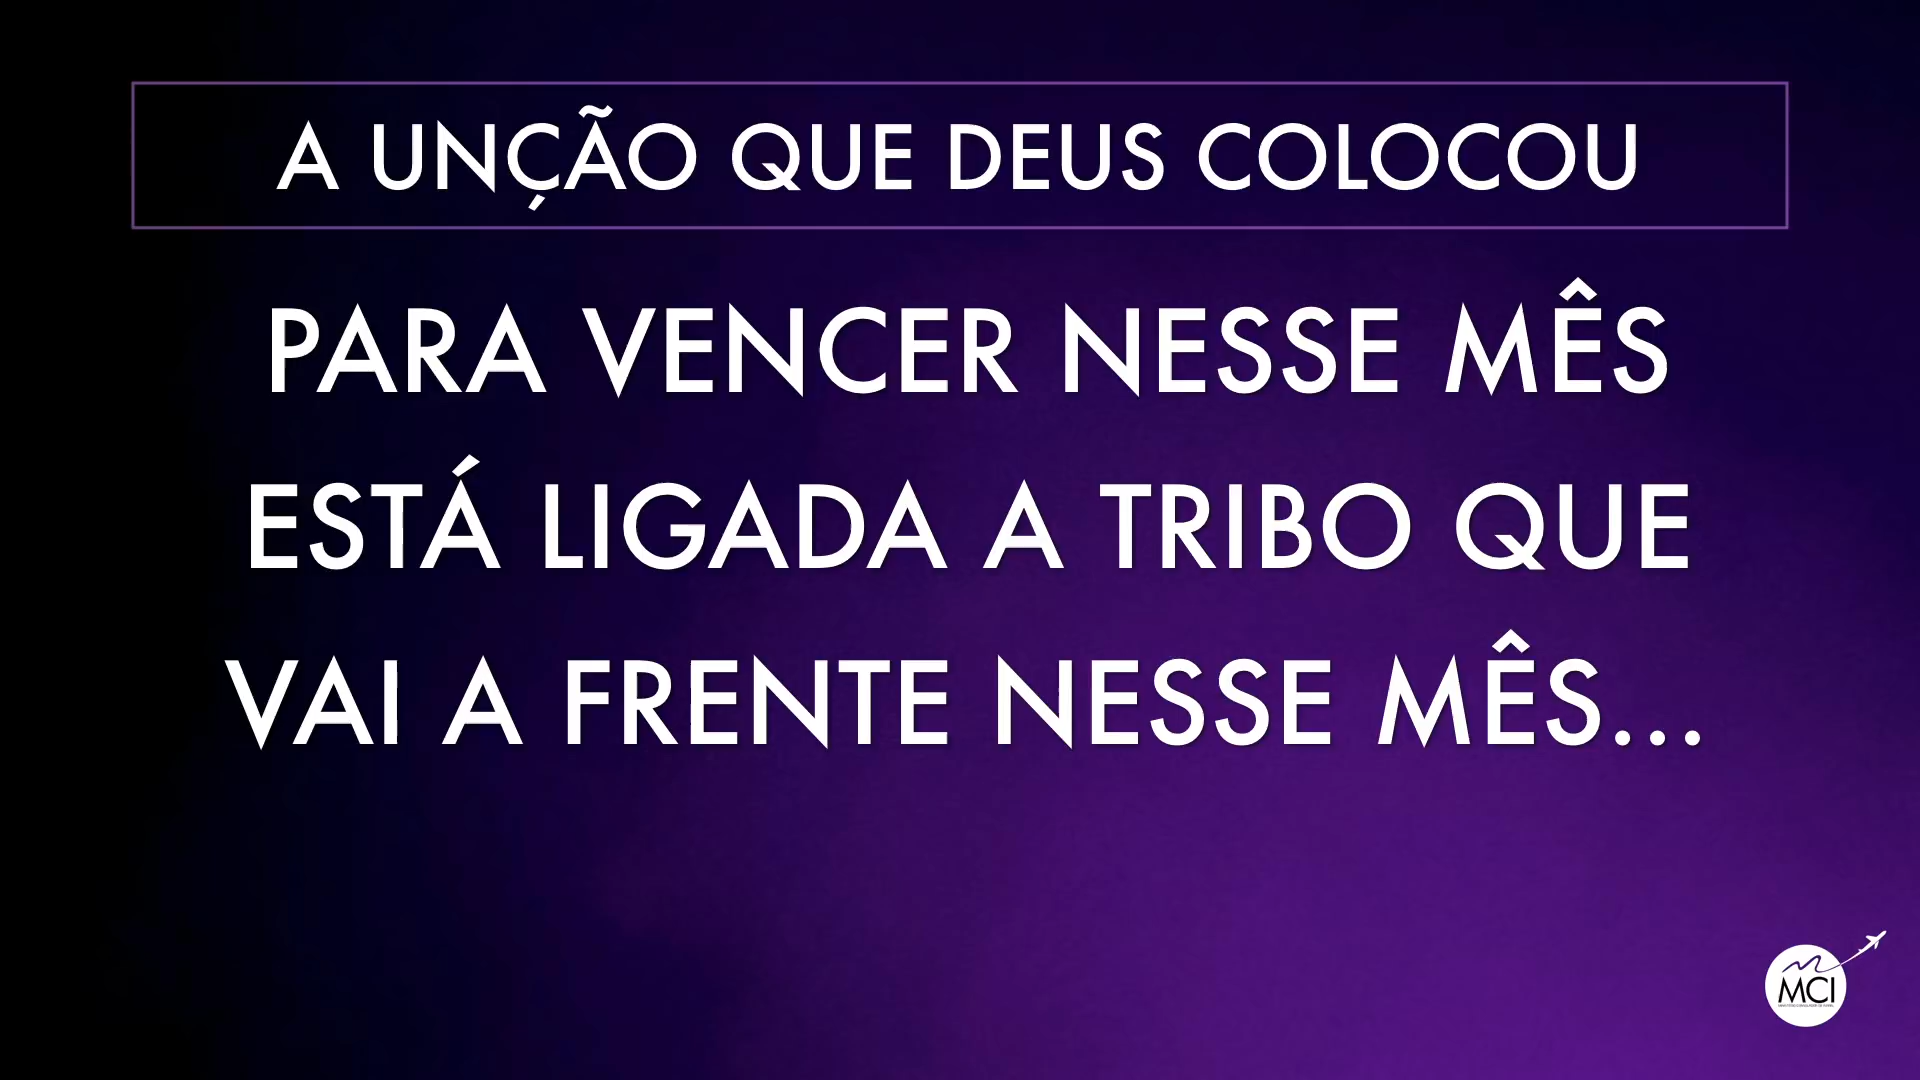 A UNÇÃO QUE DEUS COLOCOU
PARA VENCER NESSE MÊS
ESTÁ LIGADA A TRIBO QUE
VAI A FRENTE NESSE MÊS...
MCI